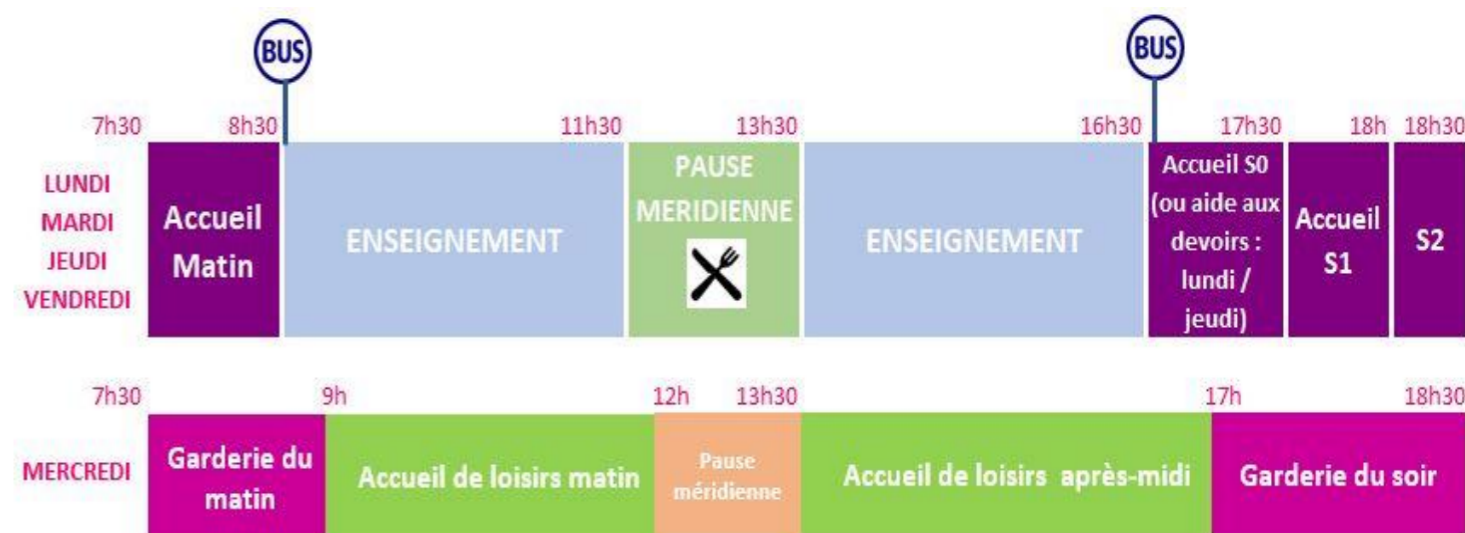 BUS
BUS
7h30
8h30
11h30
13h30
16h30
17h30
18h
18h30
LUNDI
MARDI
JEUDI
VENDREDI
Accueil
Matin
ENSEIGNEMENT
PAUSE
MERIDIENNE
ENSEIGNEMENT
Accueil S0
(ou aide aux
devoirs :
lundi /
jeudi)
Accueil
S1
S2
7h30
9h
12h
13h30
17h
18h30
MERCREDI
Garderie du
matin
Accueil de loisirs matin
Pause
méridienne
Accueil de loisirs après-midi
Garderie du soir